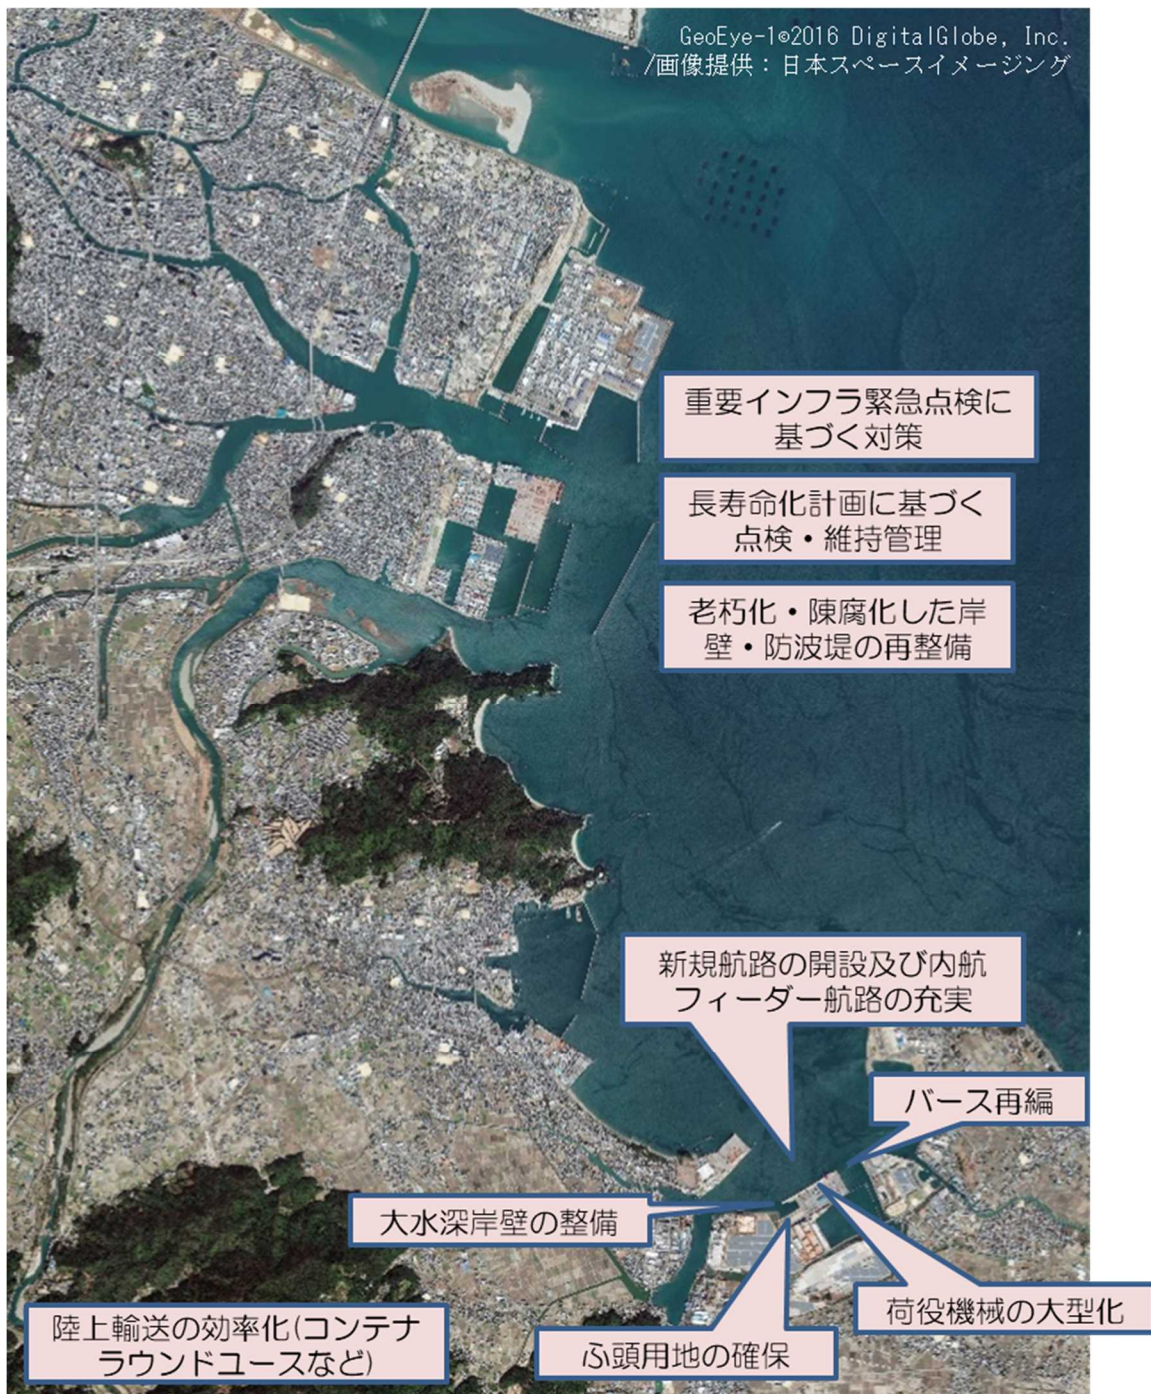 GeoEye-1©2016 DigitalGlobe, Inc.
/画像提供：日本スペースイメージング
重要インフラ緊急点検に
基づく対策
長寿命化計画に基づく
点検・維持管理
老朽化・陳腐化した岸
壁・防波堤の再整備
新規航路の開設及び内航
フィーダー航路の充実
バース再編
大水深岸壁の整備
荷役機械の大型化
陸上輸送の効率化(コンテナ
ラウンドユースなど)
ふ頭用地の確保